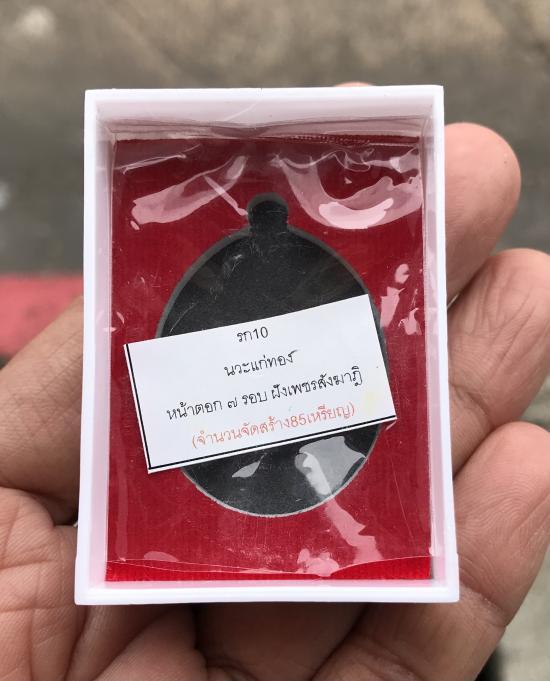 รก10
นวะแก่ทอง
หน้าตอก ๗ รอบ ฝังเพชรสังฆาฏิ
(จำนวนจัดสร้าง85เหรียญ)